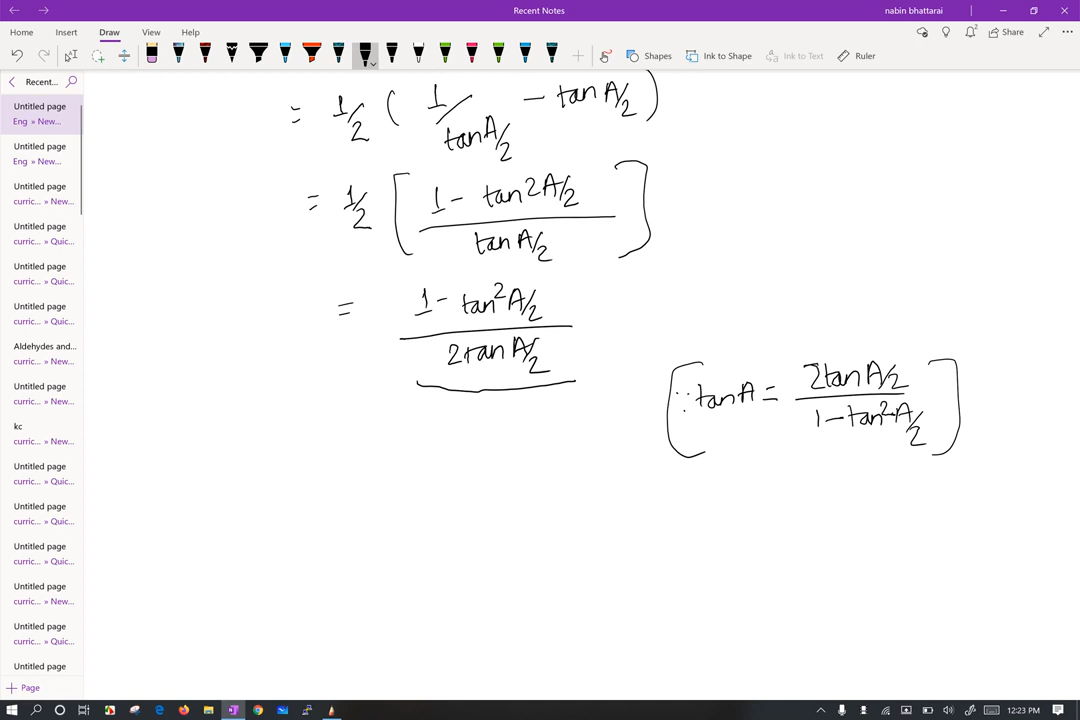 Recent Notes
nabin bhattarai
Home Insert Draw View Help
Share
Shapes Ink to Shape Ink to Text Ruler
Recent...
Untitled page
Eng » New...
Untitled page
Eng » New...
Untitled page
curric... » New...
Untitled page
curric... » Quic...
Untitled page
curric... » Quic...
Untitled page
curric... » Quic...
Aldehydes and...
curric... » New...
Untitled page
curric... » New...
kc
curric... » New...
Untitled page
curric... » Quic...
Untitled page
curric... » Quic...
Untitled page
curric... » Quic...
Untitled page
curric... » New...
Untitled page
curric... » Quic...
Untitled page
+ Page
= 1/2 ( 1/tanA/2 - tanA/2 )
= 1/2 [ 1 - tan2A/2 / tanA/2 ]
= 1 - tan²A/2 / 2tanA/2
[ ∵ tanA = 2tanA/2 / 1 - tan²A/2 ]
12:23 PM